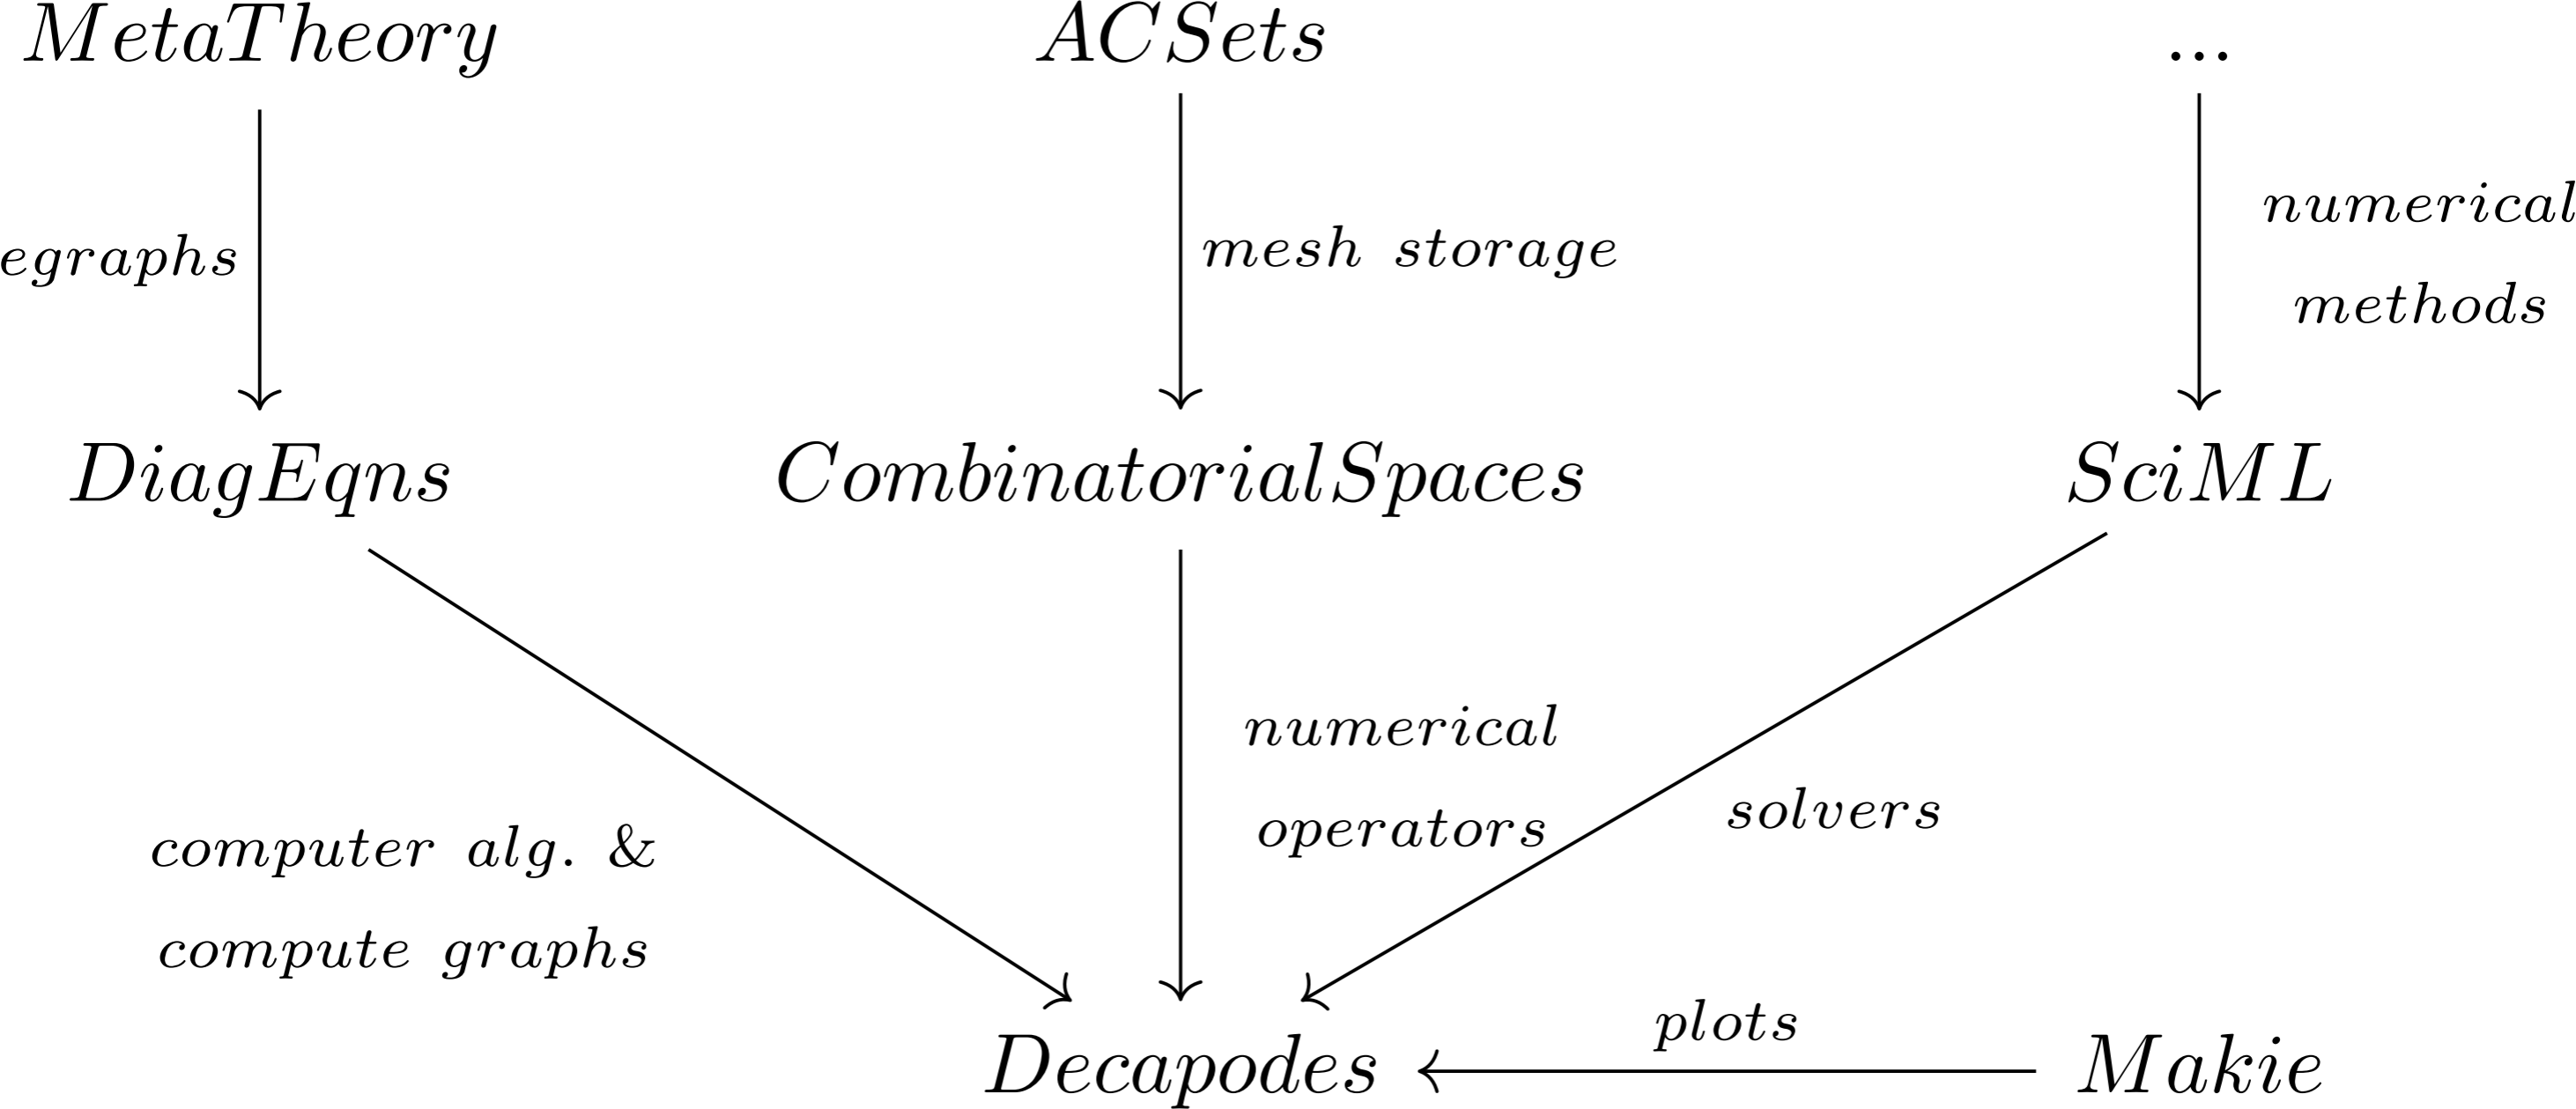 MetaTheory
ACSets
...
egraphs
mesh storage
numerical
methods
DiagEqns
CombinatorialSpaces
SciML
computer alg. &
compute graphs
numerical
operators
solvers
plots
Decapodes
Makie